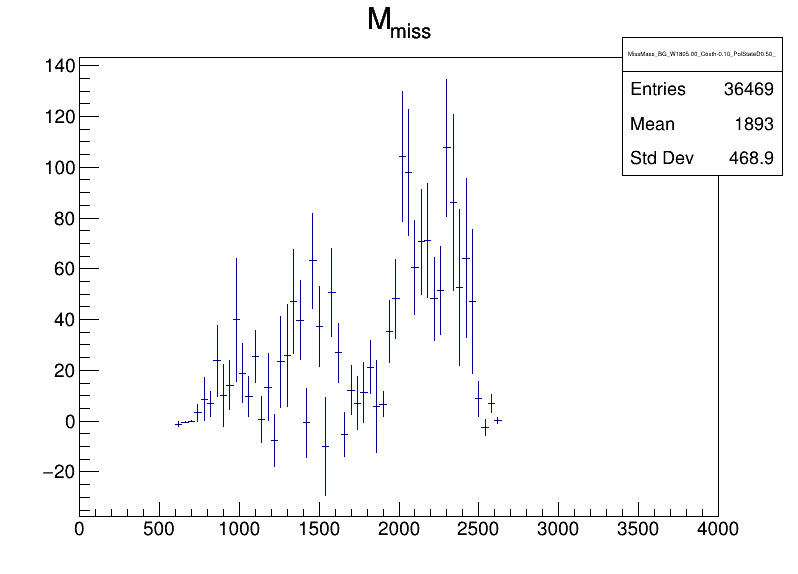 M_miss
MissMass_BG_W1805.00_Costh-0.10_PolStateD0.50_
Entries 36469
Mean 1893
Std Dev 468.9
140
120
100
80
60
40
20
0
−20
0 500 1000 1500 2000 2500 3000 3500 4000